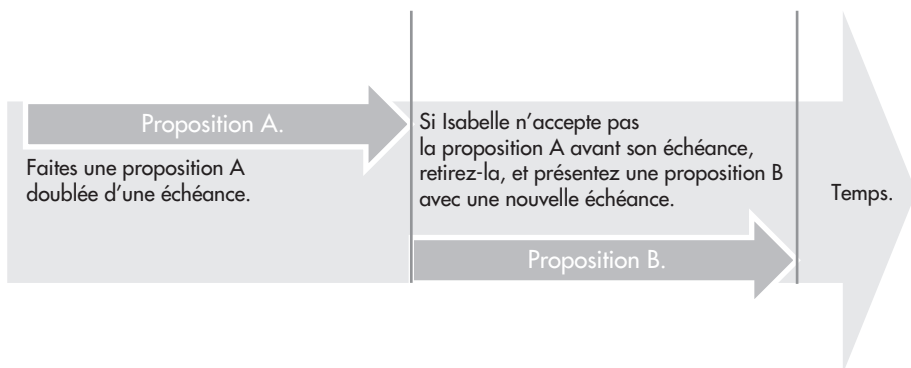 Proposition A.
Faites une proposition A
doublée d’une échéance.
Si Isabelle n’accepte pas
la proposition A avant son échéance,
retirez-la, et présentez une proposition B
avec une nouvelle échéance.
Proposition B.
Temps.